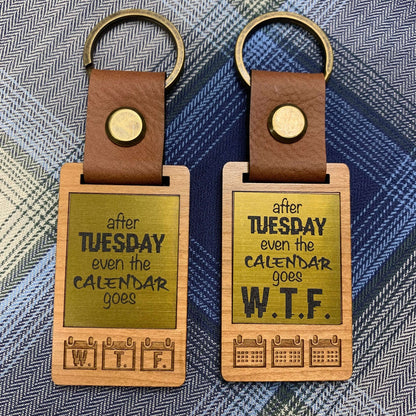 after
TUESDAY
even the
CALENDAR
goes
W. T. F.
after
TUESDAY
even the
CALENDAR
goes
W.T.F.